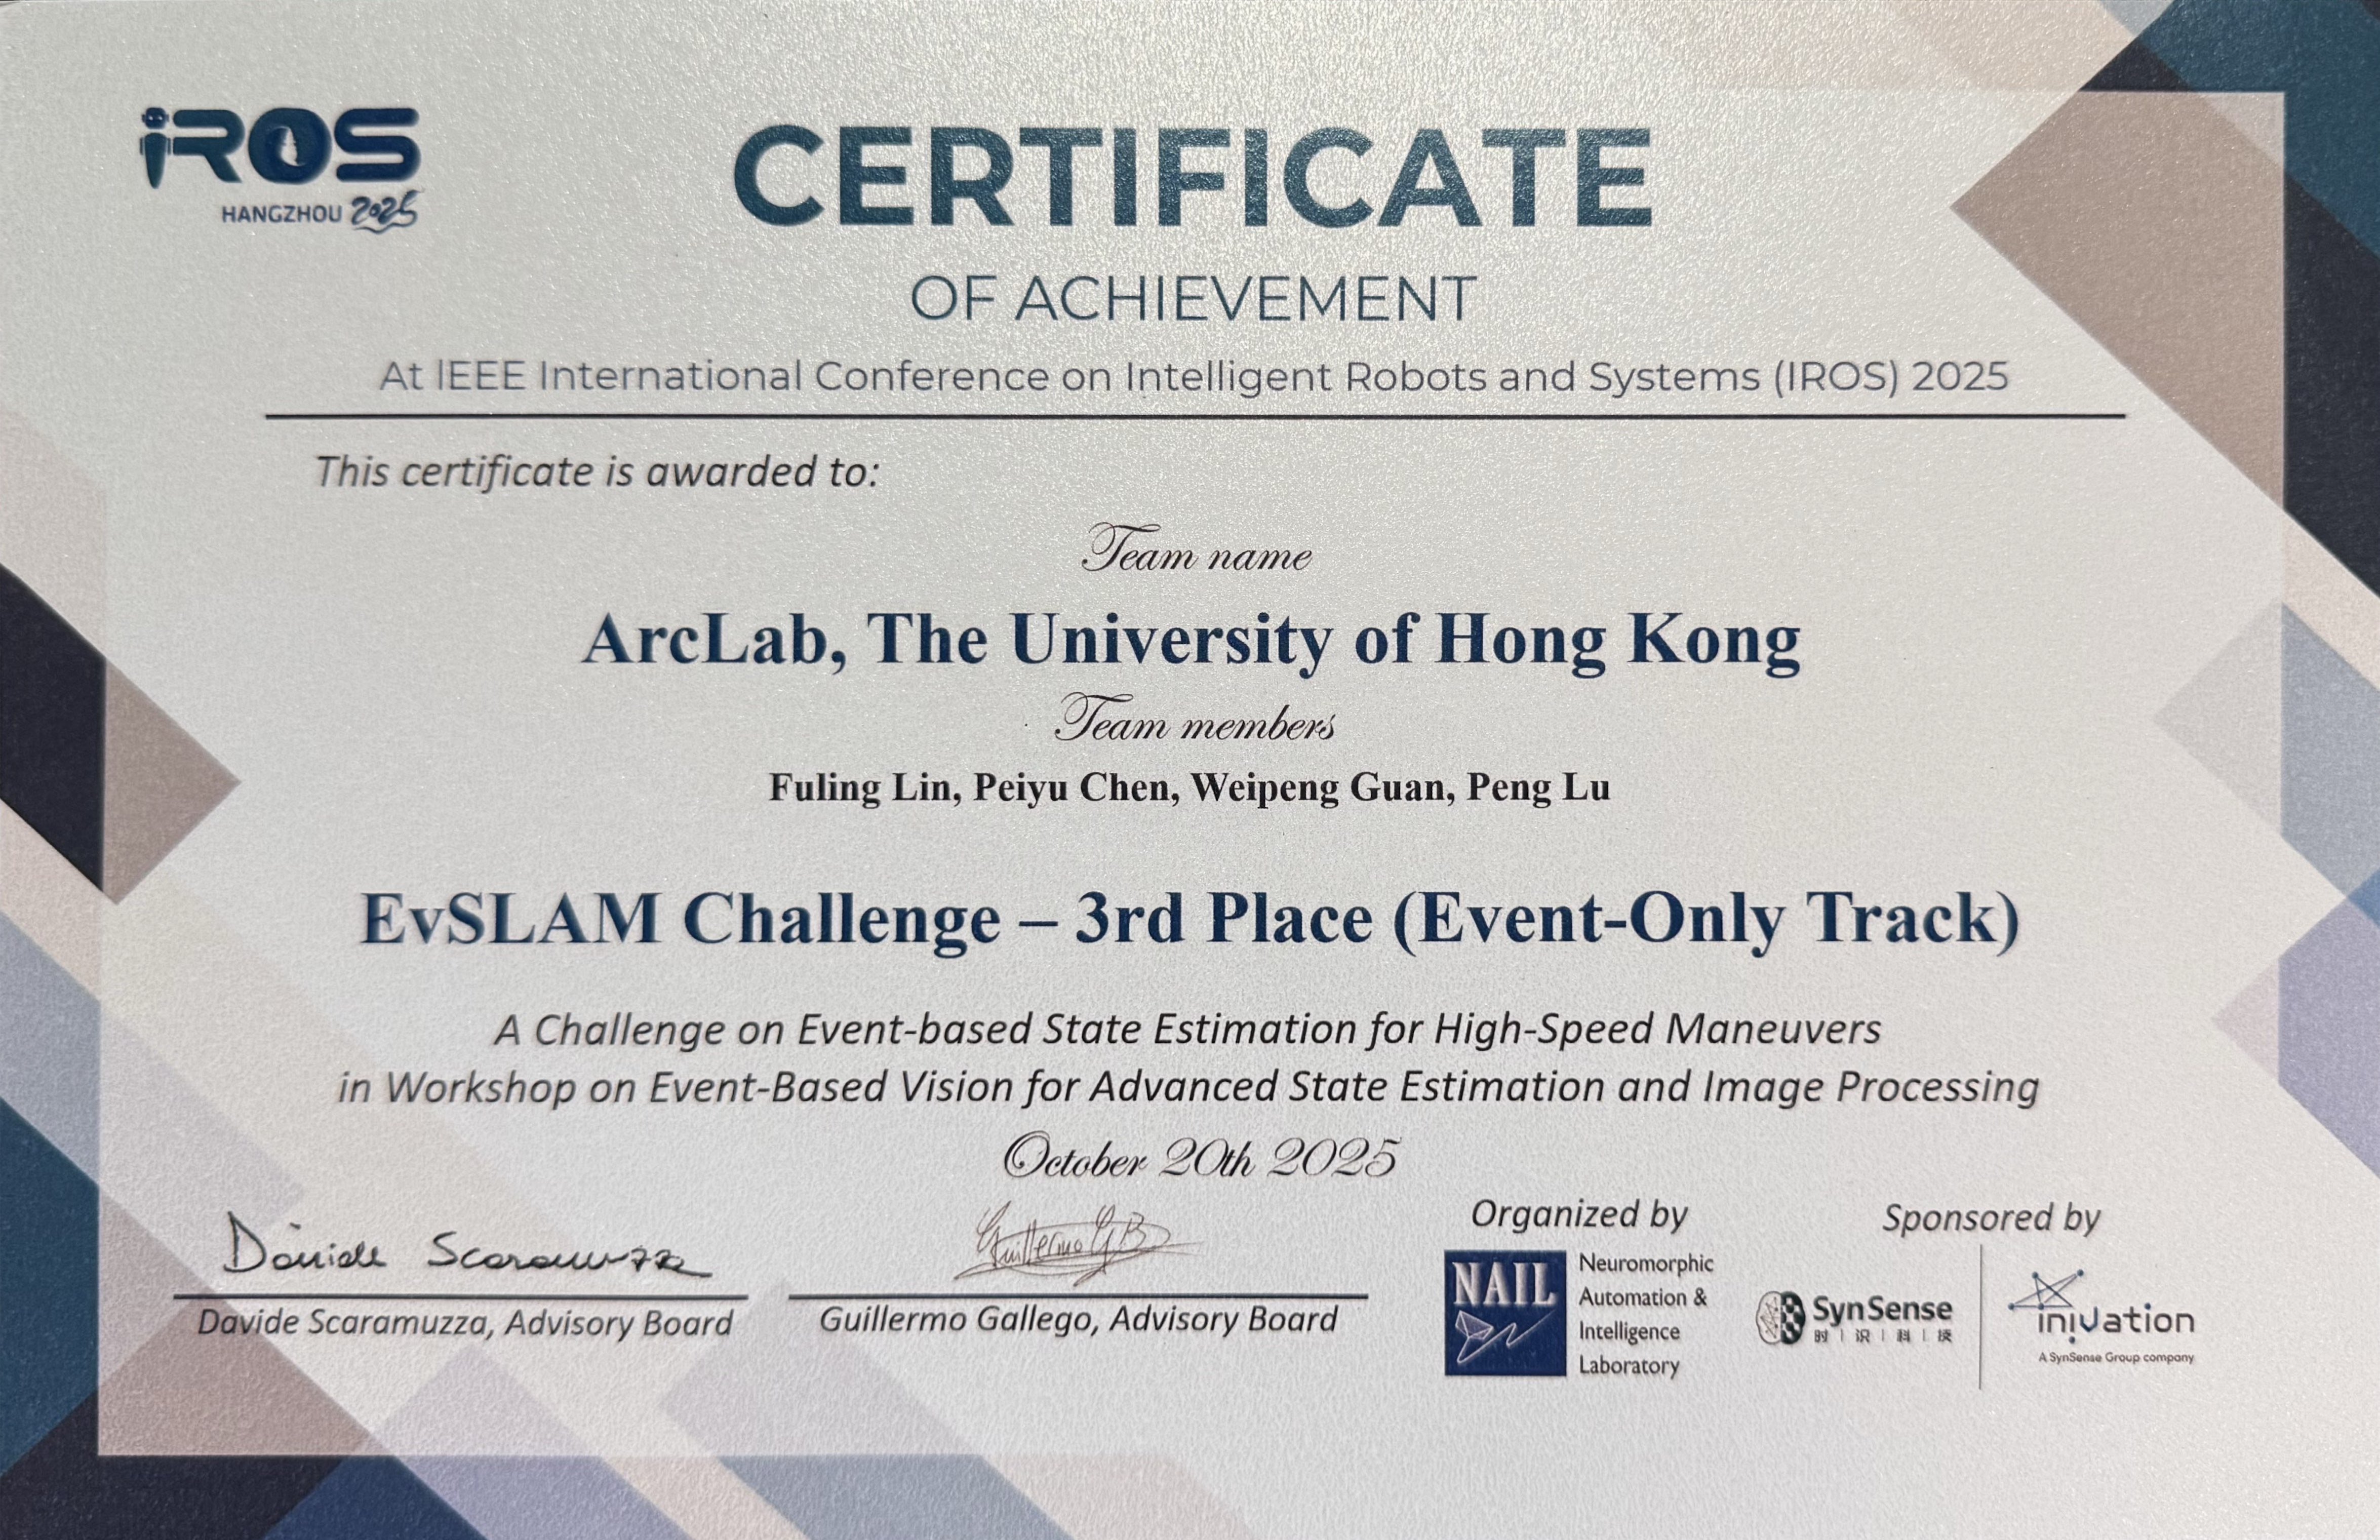 iROS
HANGZHOU 2025
CERTIFICATE
OF ACHIEVEMENT
At IEEE International Conference on Intelligent Robots and Systems (IROS) 2025
This certificate is awarded to:
Team name
ArcLab, The University of Hong Kong
Team members
Fuling Lin, Peiyu Chen, Weipeng Guan, Peng Lu
EvSLAM Challenge – 3rd Place (Event-Only Track)
A Challenge on Event-based State Estimation for High-Speed Maneuvers
in Workshop on Event-Based Vision for Advanced State Estimation and Image Processing
October 20th 2025
Davide Scaramuzza
Davide Scaramuzza, Advisory Board
Guillermo GB
Guillermo Gallego, Advisory Board
Organized by
NAIL
Neuromorphic
Automation &
Intelligence
Laboratory
Sponsored by
SynSense
时|识|科|技
iniVation
A SynSense Group company